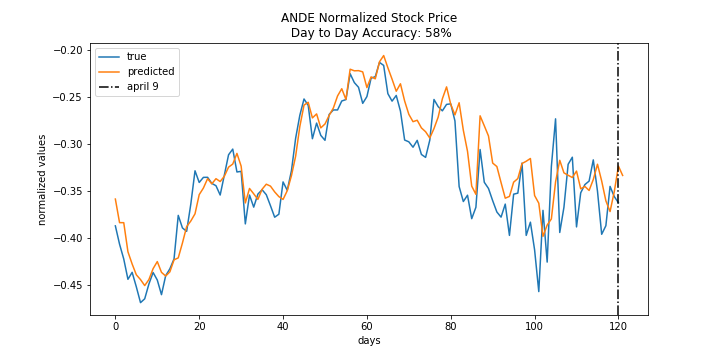 ANDE Normalized Stock Price
Day to Day Accuracy: 58%
true
predicted
april 9
normalized values
−0.20
−0.25
−0.30
−0.35
−0.40
−0.45
0
20
40
60
80
100
120
days